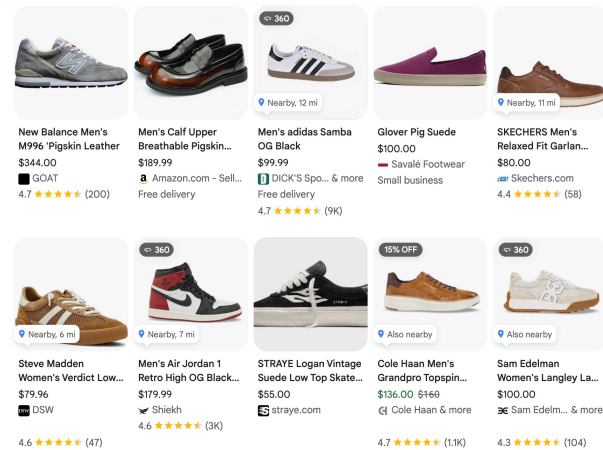 360
Nearby, 12 mi
Nearby, 11 mi
New Balance Men's
M996 'Pigskin Leather
$344.00
GOAT
4.7 (200)
Men's Calf Upper
Breathable Pigskin...
$189.99
Amazon.com - Sell...
Free delivery
Men's adidas Samba
OG Black
$99.99
DICK'S Spo... & more
Free delivery
4.7 (9K)
Glover Pig Suede
$100.00
Savalé Footwear
Small business
SKECHERS Men's
Relaxed Fit Garlan...
$80.00
Skechers.com
4.4 (58)
360
15% OFF
360
Nearby, 6 mi
Nearby, 7 mi
Also nearby
Also nearby
Steve Madden
Women's Verdict Low...
$79.96
DSW
DSW
4.6 (47)
Men's Air Jordan 1
Retro High OG Black...
$179.99
Shiekh
4.6 (3K)
STRAYE Logan Vintage
Suede Low Top Skate...
$55.00
straye.com
Cole Haan Men's
Grandpro Topspin...
$136.00 $160
Cole Haan & more
4.7 (1.1K)
Sam Edelman
Women's Langley La...
$100.00
Sam Edelm... & more
4.3 (104)